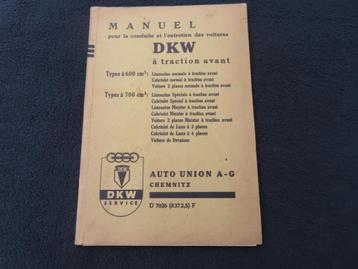 MANUEL
pour la conduite et l'entretien des voitures
DKW
à traction avant
Types à 600 cm³: Limousine normale à traction avant
Cabriolet normal à traction avant
Voiture 2 places normale à traction avant
Types à 700 cm³: Limousine Spéciale à traction avant
Cabriolet Spécial à traction avant
Limousine Meister à traction avant
Cabriolet Meister à traction avant
Voiture 2 places Meister à traction avant
Cabriolet de Luxe à 2 places
Cabriolet de Luxe à 4 places
Voiture de livraison
DKW
DKW
SERVICE
AUTO UNION A-G
CHEMNITZ
D 7026 (8372,5) F